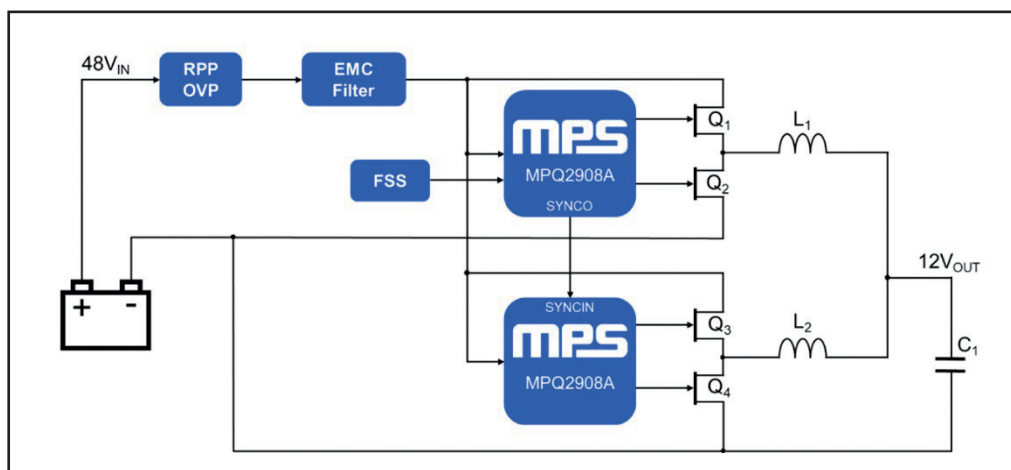 48VIN
RPP
OVP
EMC
Filter
mps
MPQ2908A
SYNCO
FSS
Q1
Q2
L1
+ -
SYNCIN
mps
MPQ2908A
Q3
Q4
L2
12VOUT
C1